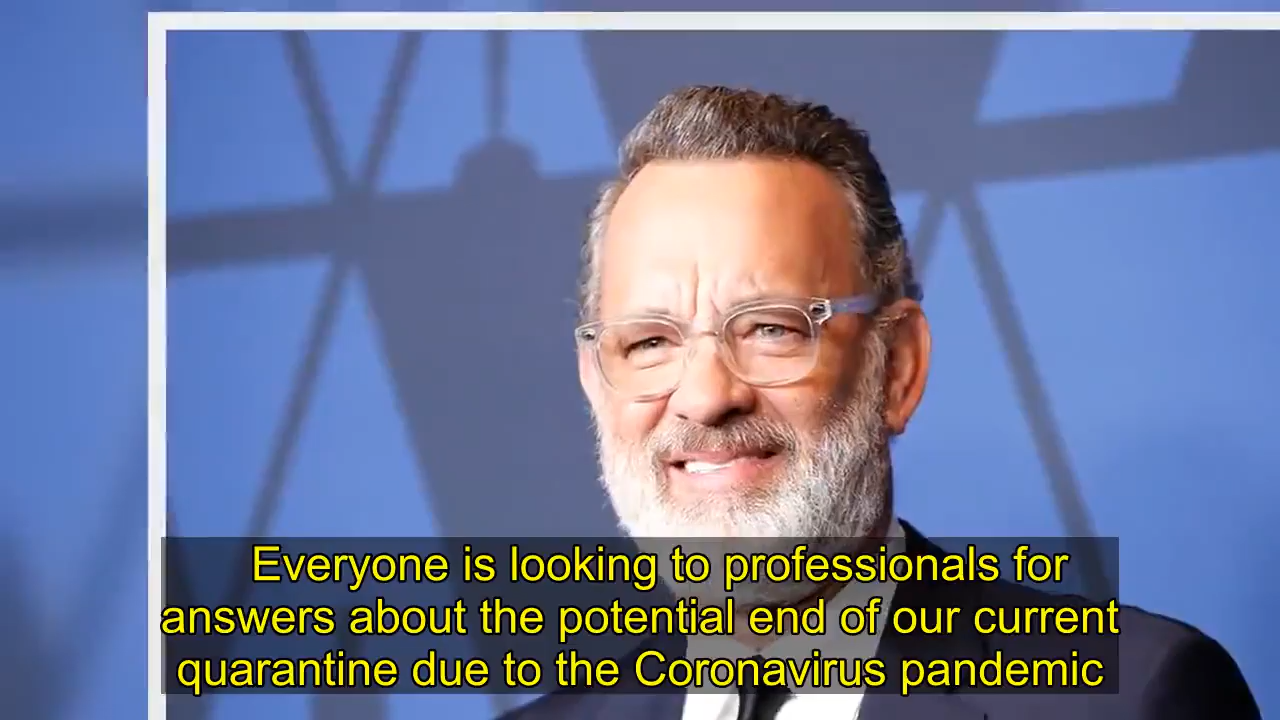 Everyone is looking to professionals for
answers about the potential end of our current
quarantine due to the Coronavirus pandemic